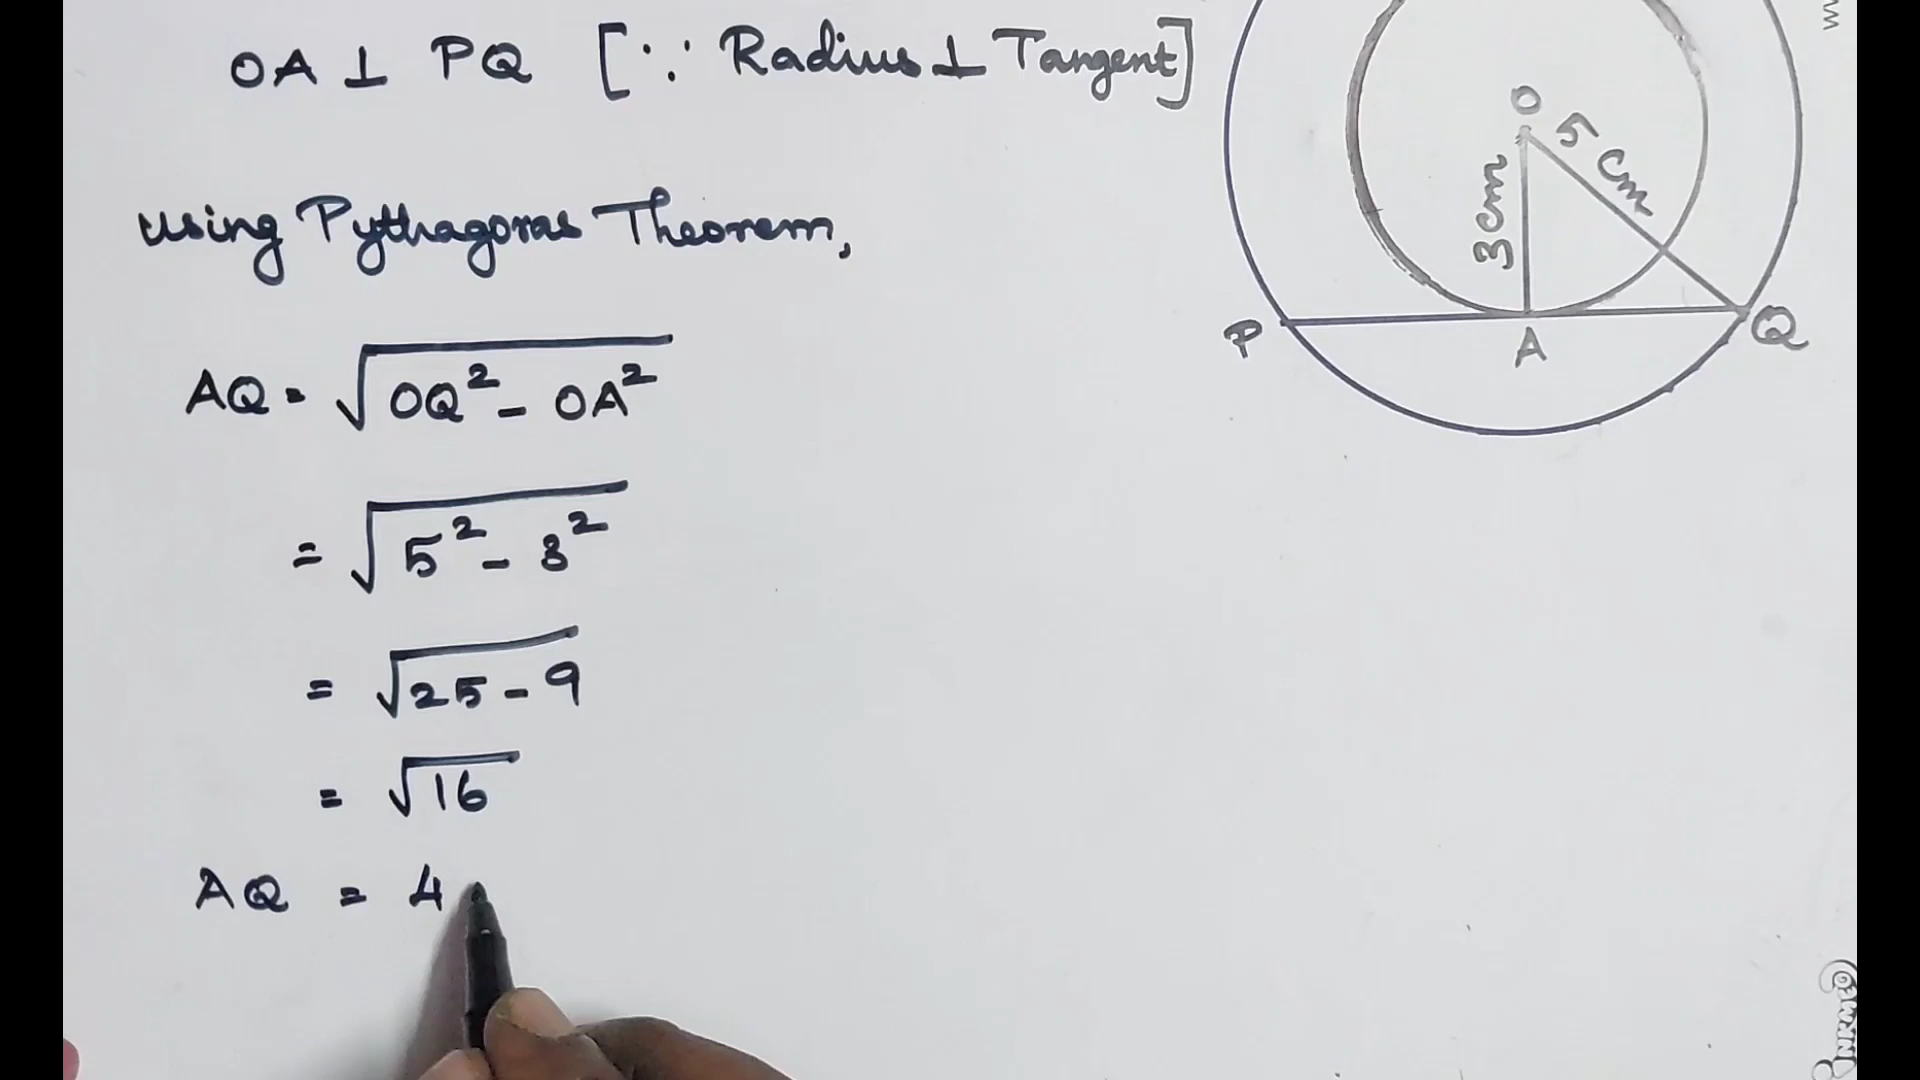 OA ⊥ PQ [∵ Radius ⊥ Tangent]
using Pythagoras Theorem,
AQ = √OQ² - OA²
= √5² - 3²
= √25 - 9
= √16
AQ = 4
O
5 cm
3cm
P
A
Q